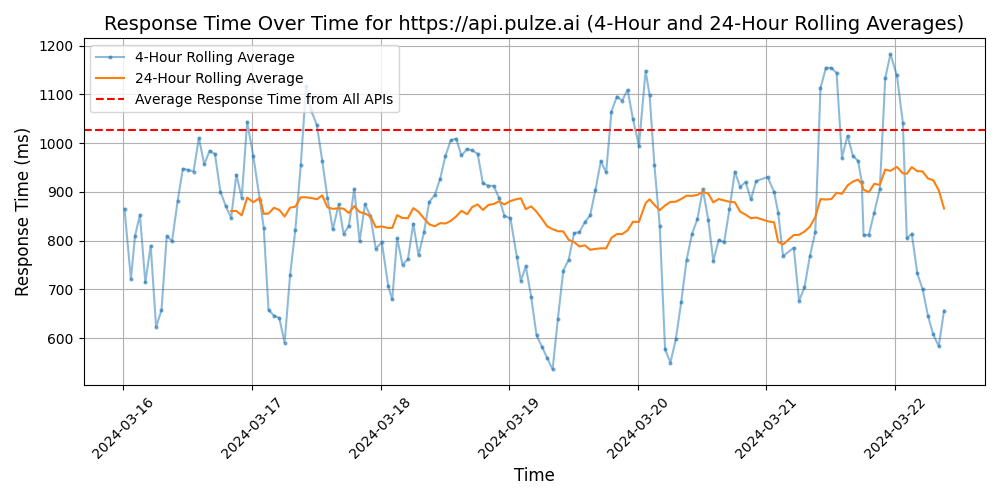 Response Time Over Time for https://api.pulze.ai (4-Hour and 24-Hour Rolling Averages)
4-Hour Rolling Average
24-Hour Rolling Average
Average Response Time from All APIs
Response Time (ms)
1200
1100
1000
900
800
700
600
2024-03-16
2024-03-17
2024-03-18
2024-03-19
2024-03-20
2024-03-21
2024-03-22
Time